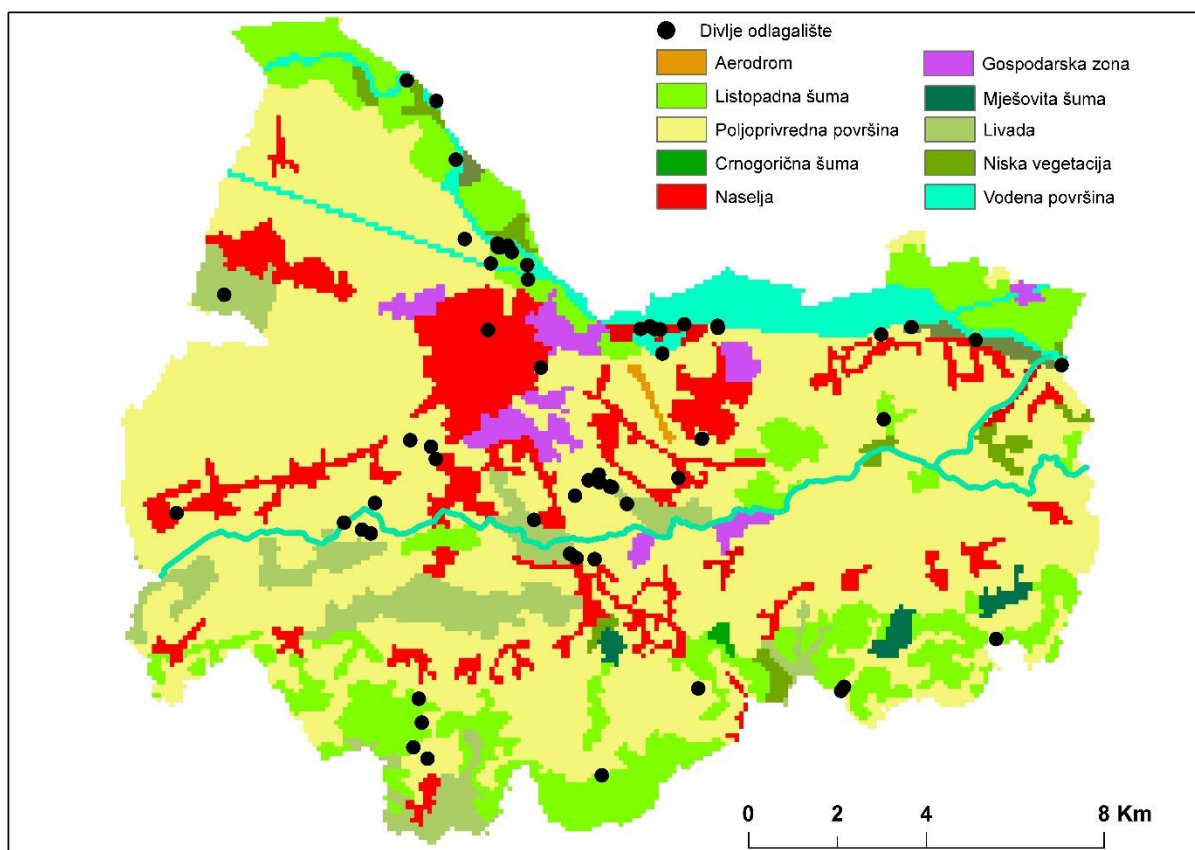 Divlje odlagalište
Aerodrom
Listopadna šuma
Poljoprivredna površina
Crnogorična šuma
Naselja
Gospodarska zona
Mješovita šuma
Livada
Niska vegetacija
Vodena površina
0 2 4 8 Km